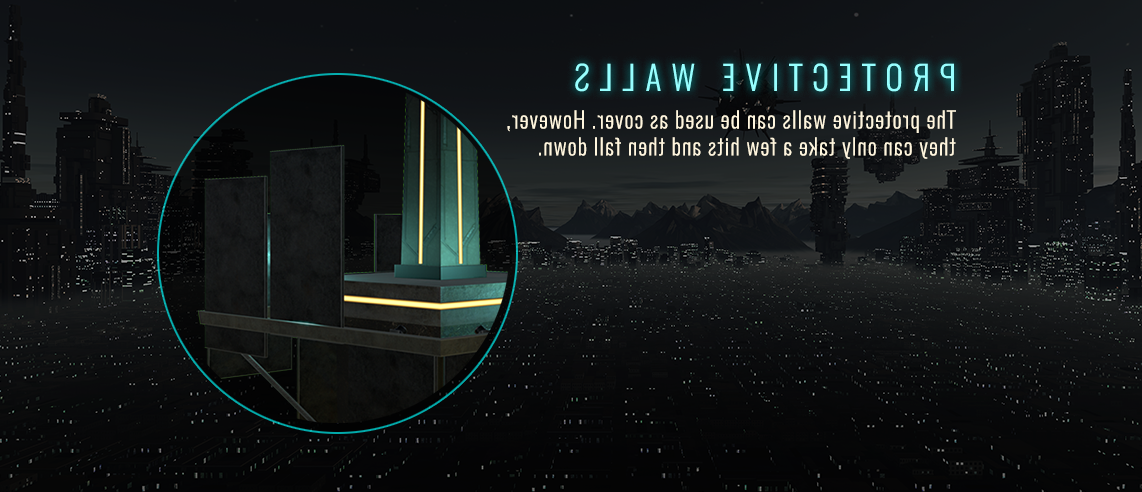 PROTECTIVE WALLS
The protective walls can be used as cover. However,
they can only take a few hits and then fall down.